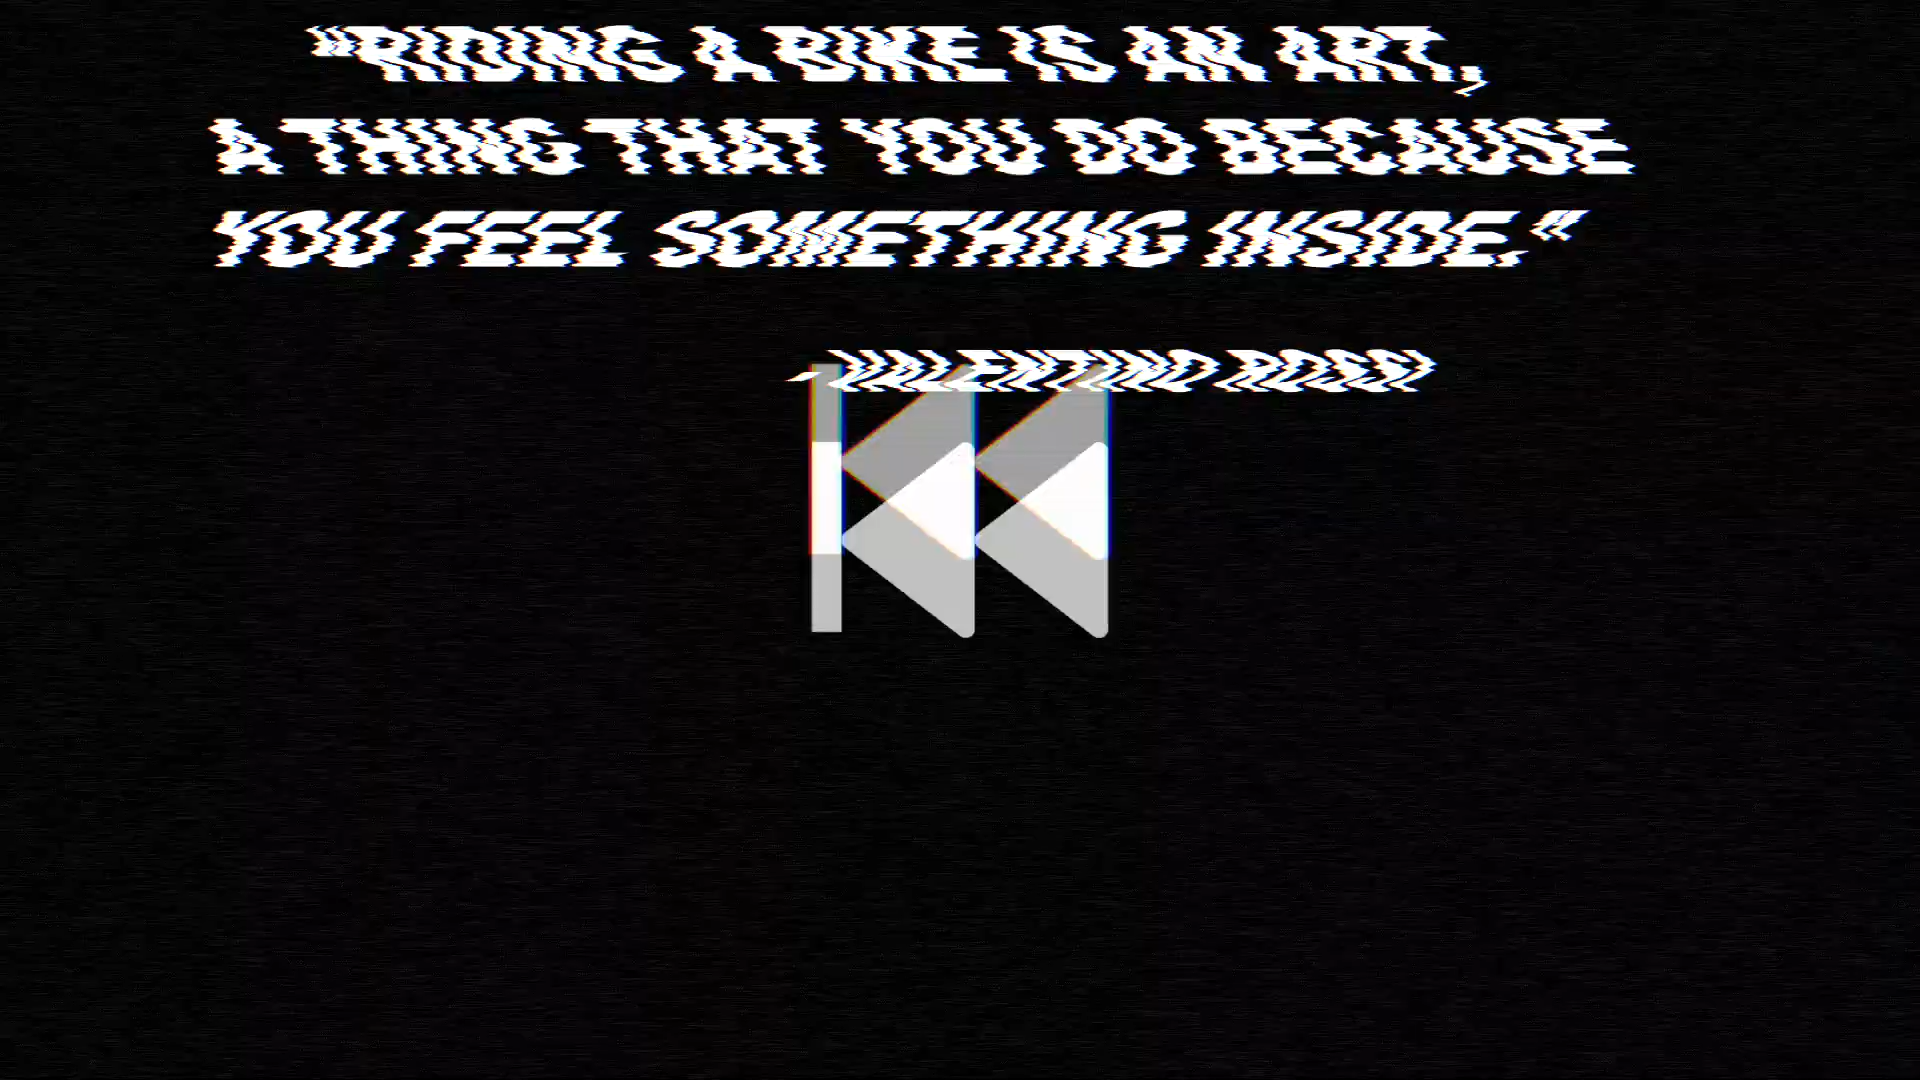 “RIDING A BIKE IS AN ART,
A THING THAT YOU DO BECAUSE
YOU FEEL SOMETHING INSIDE.“
- VALENTINO ROSSI